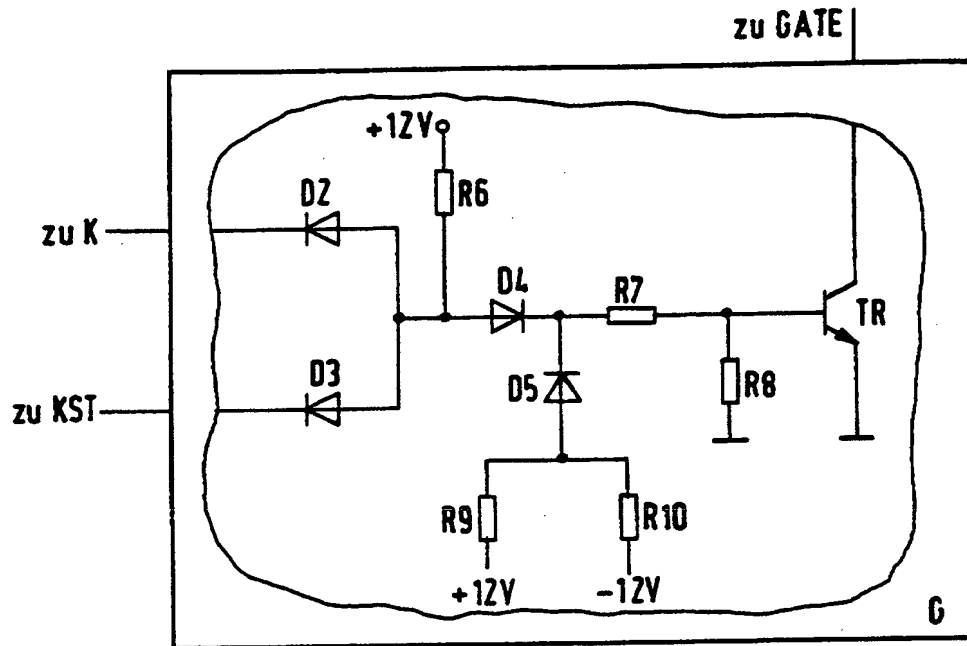 zu GATE
+12V
R6
D2
zu K
D4
R7
TR
D3
D5
R8
zu KST
R9
R10
+12V
-12V
G